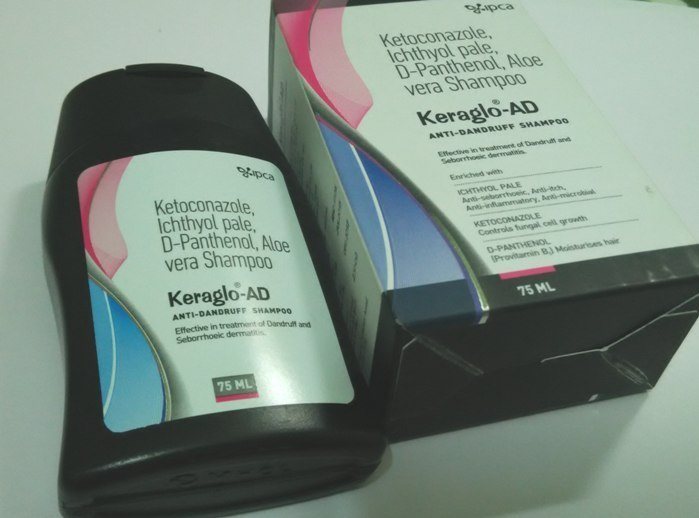 ipca
Ketoconazole,
Ichthyol pale,
D-Panthenol, Aloe
vera Shampoo
Keraglo®-AD
ANTI-DANDRUFF SHAMPOO
Effective in treatment of Dandruff and
Seborrhoeic dermatitis.
75 ML
ipca
Ketoconazole,
Ichthyol pale,
D-Panthenol, Aloe
vera Shampoo
Keraglo®-AD
ANTI-DANDRUFF SHAMPOO
Effective in treatment of Dandruff and
Seborrhoeic dermatitis.
Enriched with
ICHTHYOL PALE
Anti-seborrhoeic, Anti-itch,
Anti-inflammatory, Anti-microbial
KETOCONAZOLE
Controls fungal cell growth
D-PANTHENOL
(Provitamin B₅) Moisturises hair
75 ML